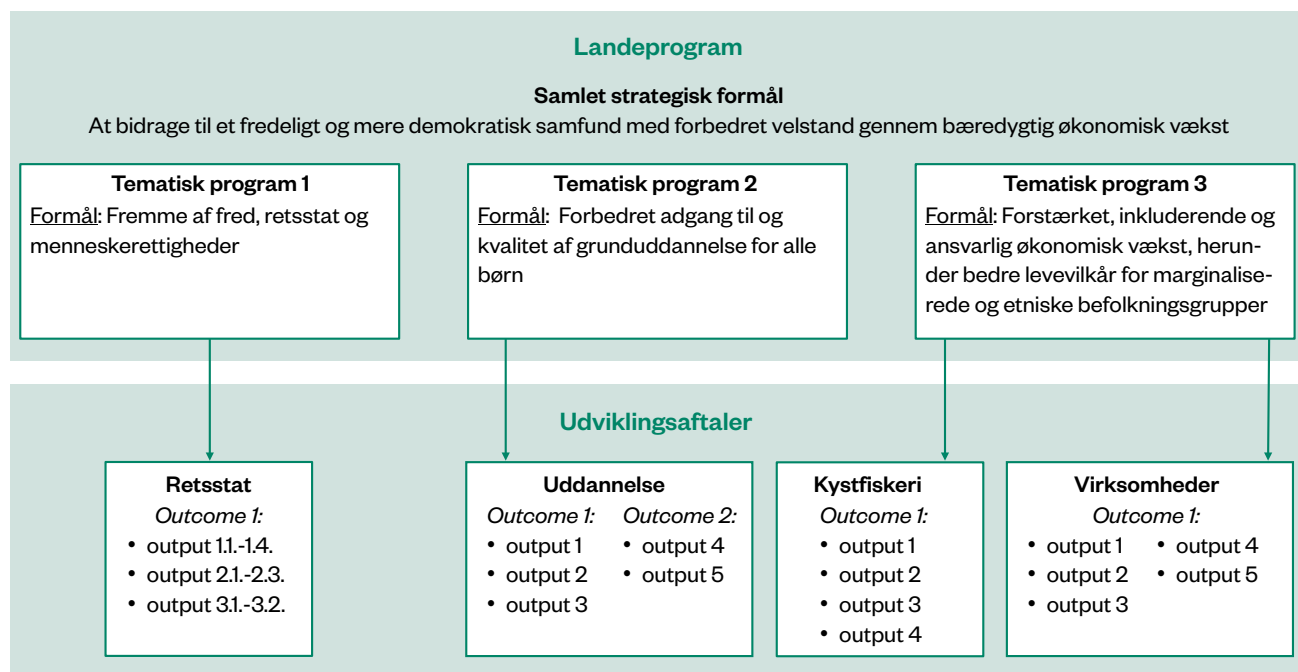 Landeprogram
Samlet strategisk formål
At bidrage til et fredeligt og mere demokratisk samfund med forbedret velstand gennem bæredygtig økonomisk vækst
Tematisk program 1
Formål: Fremme af fred, retsstat og
menneskerettigheder
Tematisk program 2
Formål: Forbedret adgang til og
kvalitet af grunduddannelse for alle
børn
Tematisk program 3
Formål: Forstærket, inkluderende og
ansvarlig økonomisk vækst, herun-
der bedre levevilkår for marginalise-
rede og etniske befolkningsgrupper
Udviklingsaftaler
Retsstat
Outcome 1:
• output 1.1.-1.4.
• output 2.1.-2.3.
• output 3.1.-3.2.
Uddannelse
Outcome 1:
• output 1
• output 2
• output 3
Outcome 2:
• output 4
• output 5
Kystfiskeri
Outcome 1:
• output 1
• output 2
• output 3
• output 4
Virksomheder
Outcome 1:
• output 1
• output 2
• output 3
• output 4
• output 5